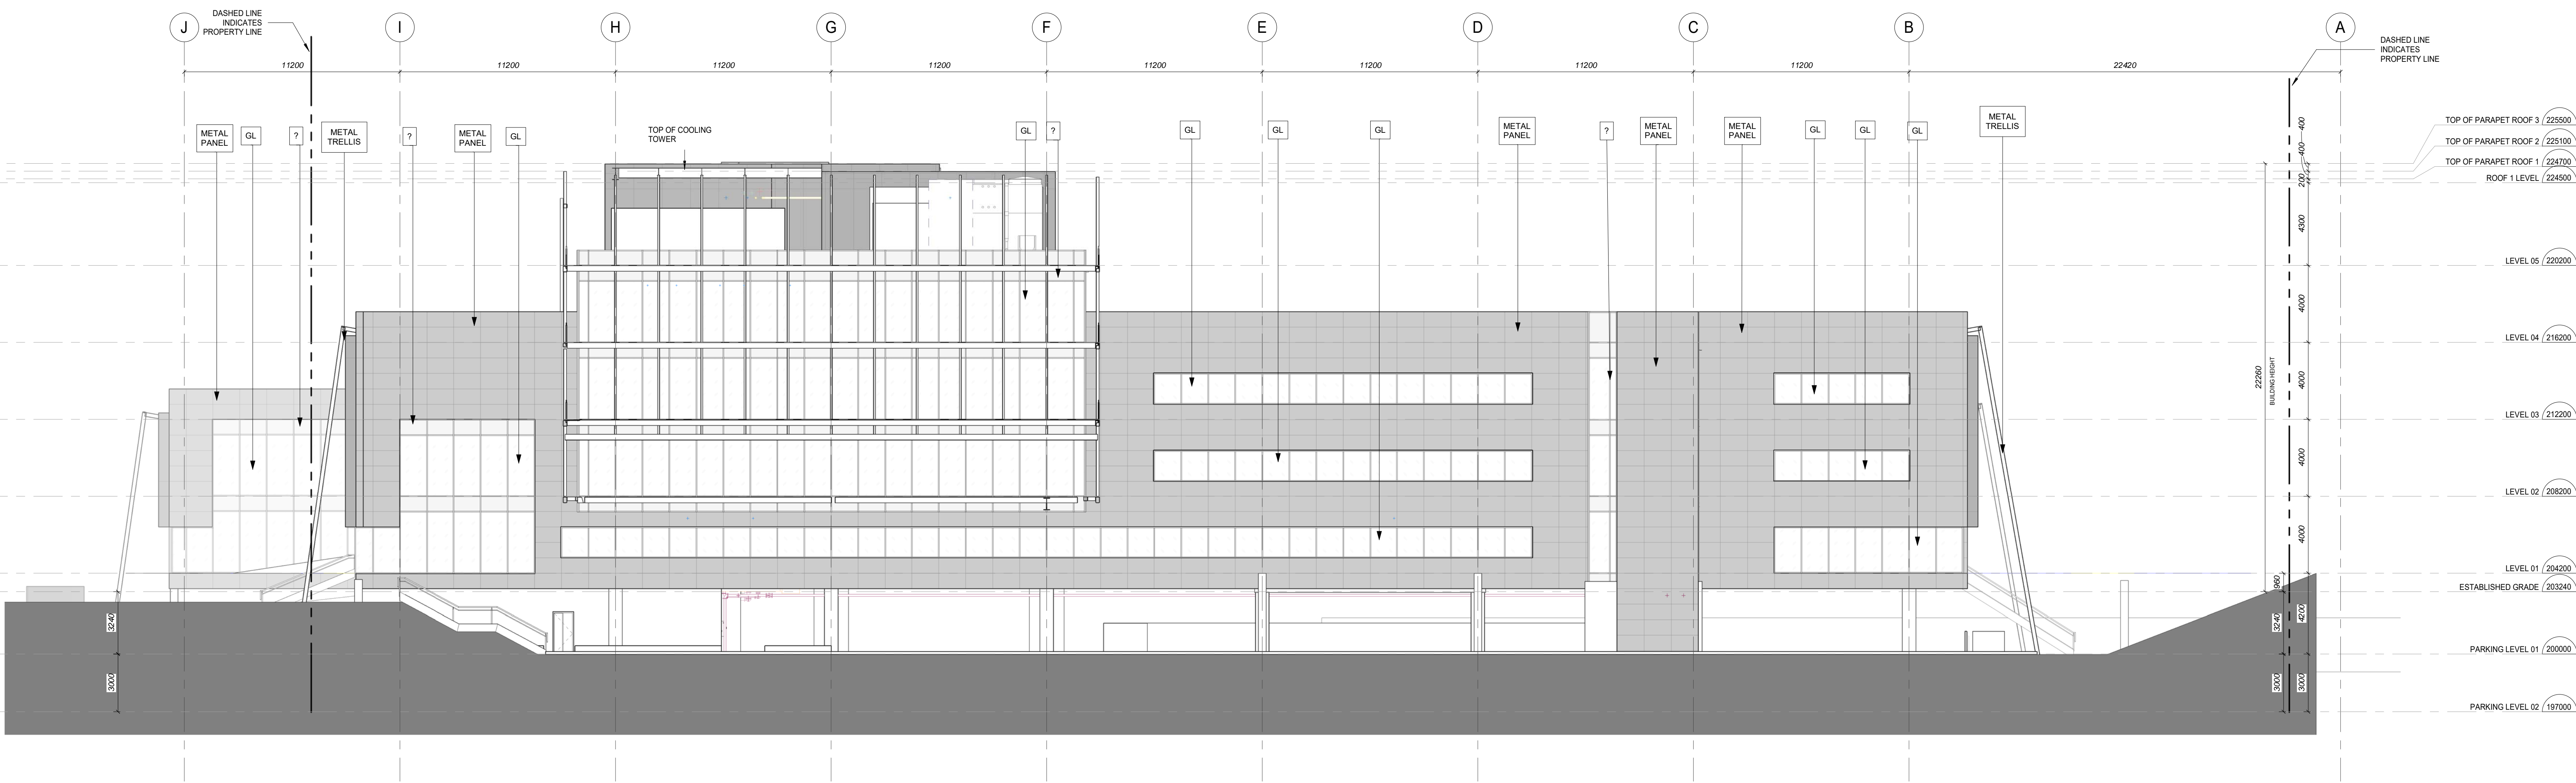 DASHED LINE
INDICATES
PROPERTY LINE
J
I
H
G
F
E
D
C
B
A
DASHED LINE
INDICATES
PROPERTY LINE
11200
11200
11200
11200
11200
11200
11200
11200
22420
METAL
PANEL
GL
?
METAL
TRELLIS
?
METAL
PANEL
GL
TOP OF COOLING
TOWER
GL
?
GL
GL
GL
METAL
PANEL
?
METAL
PANEL
METAL
PANEL
GL
GL
GL
METAL
TRELLIS
400
400
200
4300
4000
4000
4000
4000
960
3240
4200
3000
3000
22260
BUILDING HEIGHT
3240
3000
TOP OF PARAPET ROOF 3 225500
TOP OF PARAPET ROOF 2 225100
TOP OF PARAPET ROOF 1 224700
ROOF 1 LEVEL 224500
LEVEL 05 220200
LEVEL 04 216200
LEVEL 03 212200
LEVEL 02 208200
LEVEL 01 204200
ESTABLISHED GRADE 203240
PARKING LEVEL 01 200000
PARKING LEVEL 02 197000